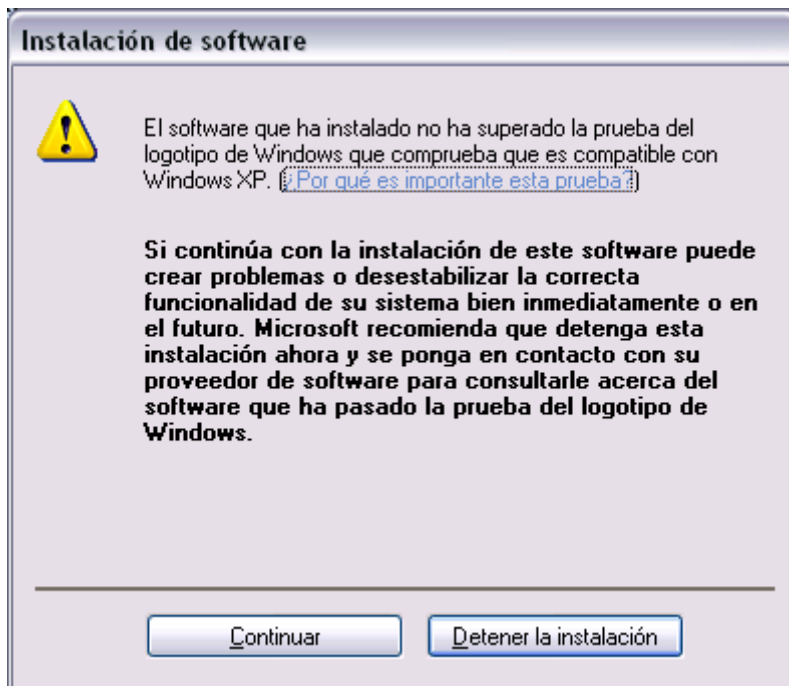 Instalación de software
El software que ha instalado no ha superado la prueba del
logotipo de Windows que comprueba que es compatible con
Windows XP. (¿Por qué es importante esta prueba?)
Si continúa con la instalación de este software puede
crear problemas o desestabilizar la correcta
funcionalidad de su sistema bien inmediatamente o en
el futuro. Microsoft recomienda que detenga esta
instalación ahora y se ponga en contacto con su
proveedor de software para consultarle acerca del
software que ha pasado la prueba del logotipo de
Windows.
Continuar
Detener la instalación